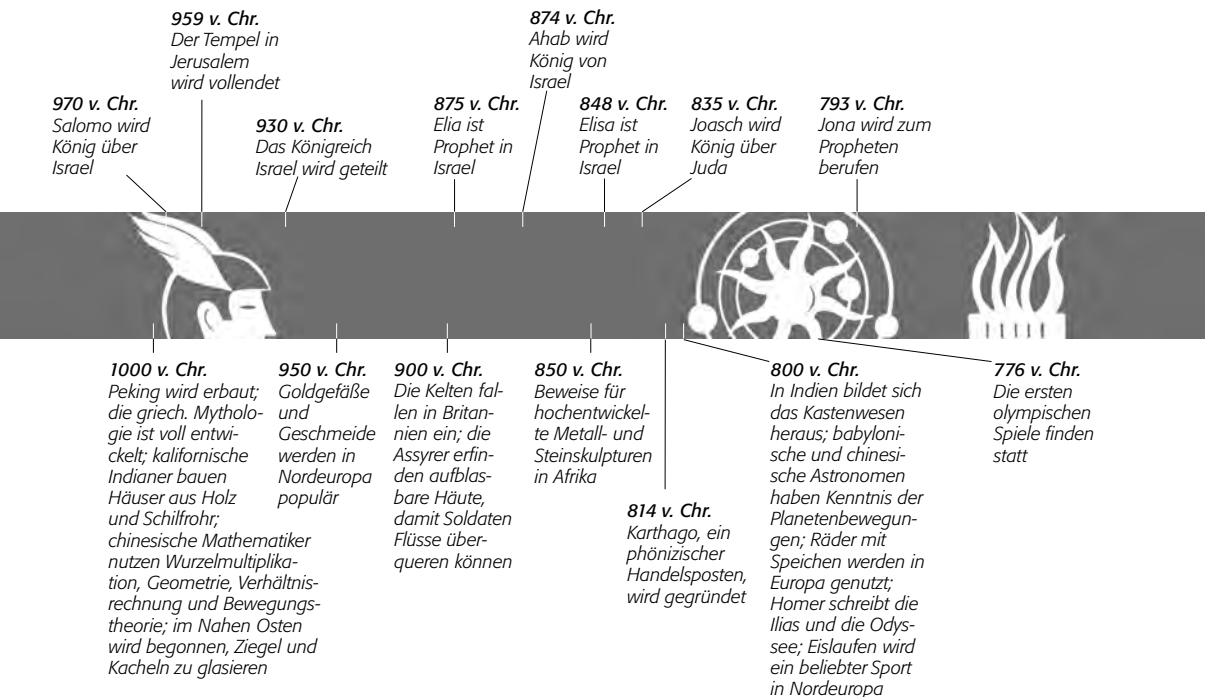 970 v. Chr.
Salomo wird
König über
Israel
959 v. Chr.
Der Tempel in
Jerusalem
wird vollendet
930 v. Chr.
Das Königreich
Israel wird geteilt
875 v. Chr.
Elia ist
Prophet in
Israel
874 v. Chr.
Ahab wird
König von
Israel
848 v. Chr.
Elisa ist
Prophet in
Israel
835 v. Chr.
Joasch wird
König über
Juda
793 v. Chr.
Jona wird zum
Propheten
berufen
1000 v. Chr.
Peking wird erbaut;
die griech. Mytholo-
gie ist voll entwi-
ckelt; kalifornische
Indianer bauen
Häuser aus Holz
und Schilfrohr;
chinesische Mathematiker
nutzen Wurzelmultiplika-
tion, Geometrie, Verhältnis-
rechnung und Bewegungs-
theorie; im Nahen Osten
wird begonnen, Ziegel und
Kacheln zu glasieren
950 v. Chr.
Goldgefäße
und
Geschmeide
werden in
Nordeuropa
populär
900 v. Chr.
Die Kelten fal-
len in Britan-
nien ein; die
Assyrer erfin-
den aufblas-
bare Häute,
damit Soldaten
Flüsse über-
queren können
850 v. Chr.
Beweise für
hochentwickel-
te Metall- und
Steinskulpturen
in Afrika
814 v. Chr.
Karthago, ein
phönizischer
Handelsposten,
wird gegründet
800 v. Chr.
In Indien bildet sich
das Kastenwesen
heraus; babyloni-
sche und chinesi-
sche Astronomen
haben Kenntnis der
Planetenbewegun-
gen; Räder mit
Speichen werden in
Europa genutzt;
Homer schreibt die
Ilias und die Odys-
see; Eislaufen wird
ein beliebter Sport
in Nordeuropa
776 v. Chr.
Die ersten
olympischen
Spiele finden
statt